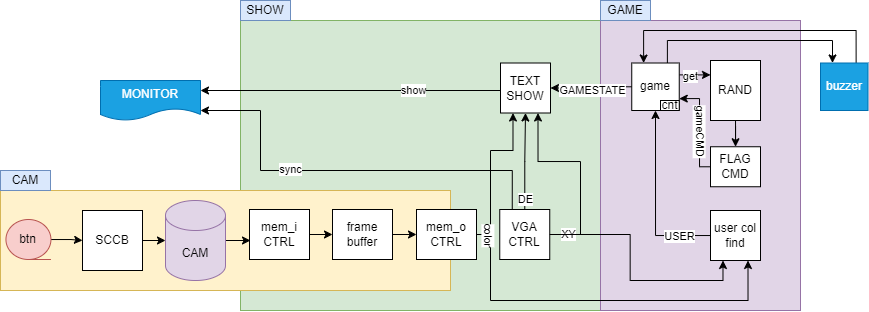 SHOW
GAME
TEXT
SHOW
game
get
RAND
buzzer
MONITOR
show
GAMESTATE
cnt
gameCMD
FLAG
CMD
sync
CAM
DE
btn
SCCB
CAM
mem_i
CTRL
frame
buffer
mem_o
CTRL
VGA
CTRL
XY
USER
user col
find